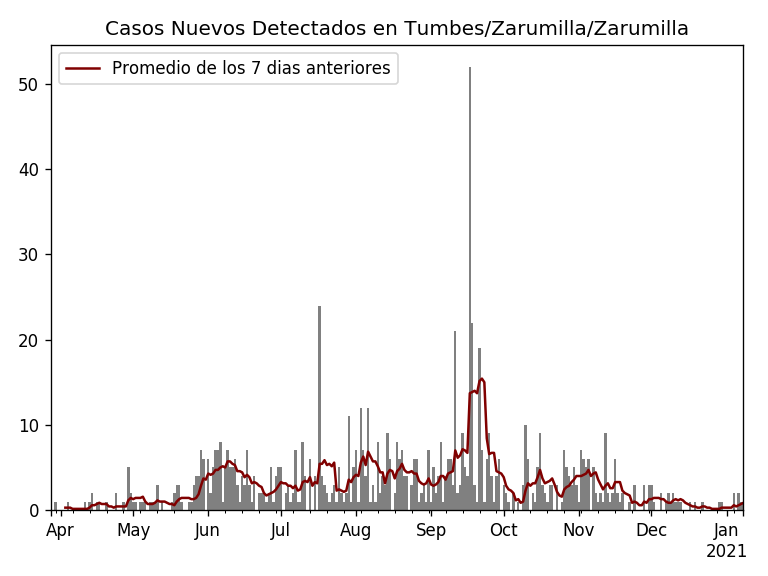 Casos Nuevos Detectados en Tumbes/Zarumilla/Zarumilla
Promedio de los 7 dias anteriores
50
40
30
20
10
0
Apr May Jun Jul Aug Sep Oct Nov Dec Jan
2021